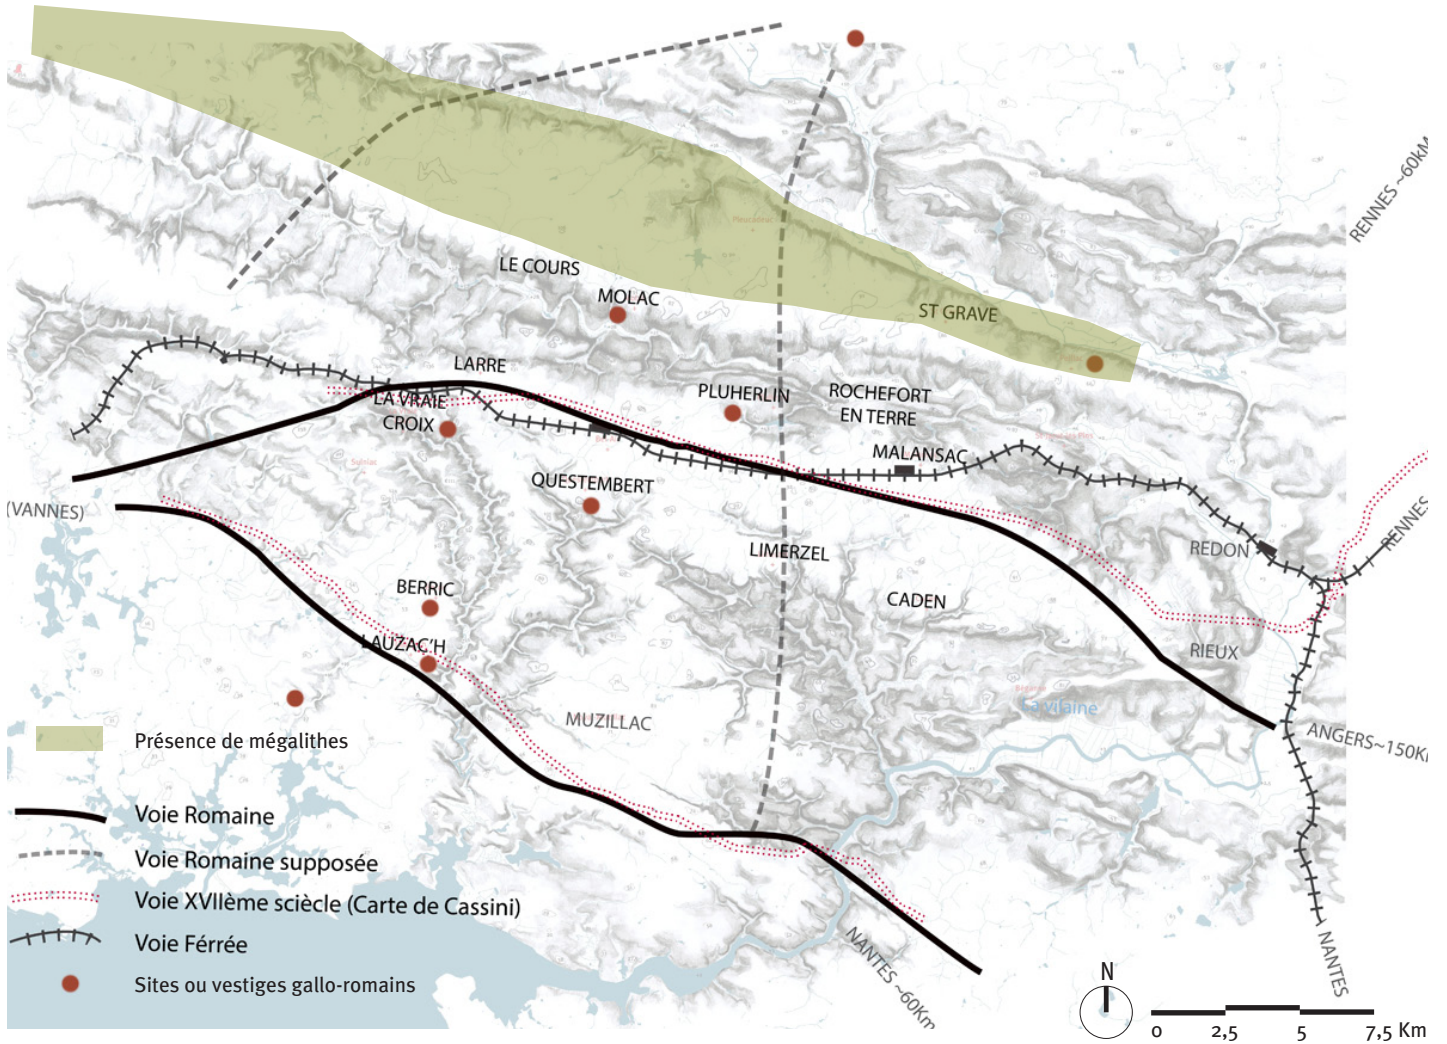 RENNES ~60KM
LE COURS
MOLAC
ST GRAVE
LARRE
PLUHERLIN
ROCHEFORT
EN TERRE
LA VRAIE
CROIX
MALANSAC
QUESTEMBERT
(VANNES)
RENNES
REDON
LIMERZEL
BERRIC
CADEN
LAUZAC'H
RIEUX
La vilaine
MUZILLAC
ANGERS~150K
Présence de mégalithes
Voie Romaine
Voie Romaine supposée
Voie XVIIème sciècle (Carte de Cassini)
Voie Férrée
Sites ou vestiges gallo-romains
NANTES ~60Km
NANTES
N
0 2,5 5 7,5 Km